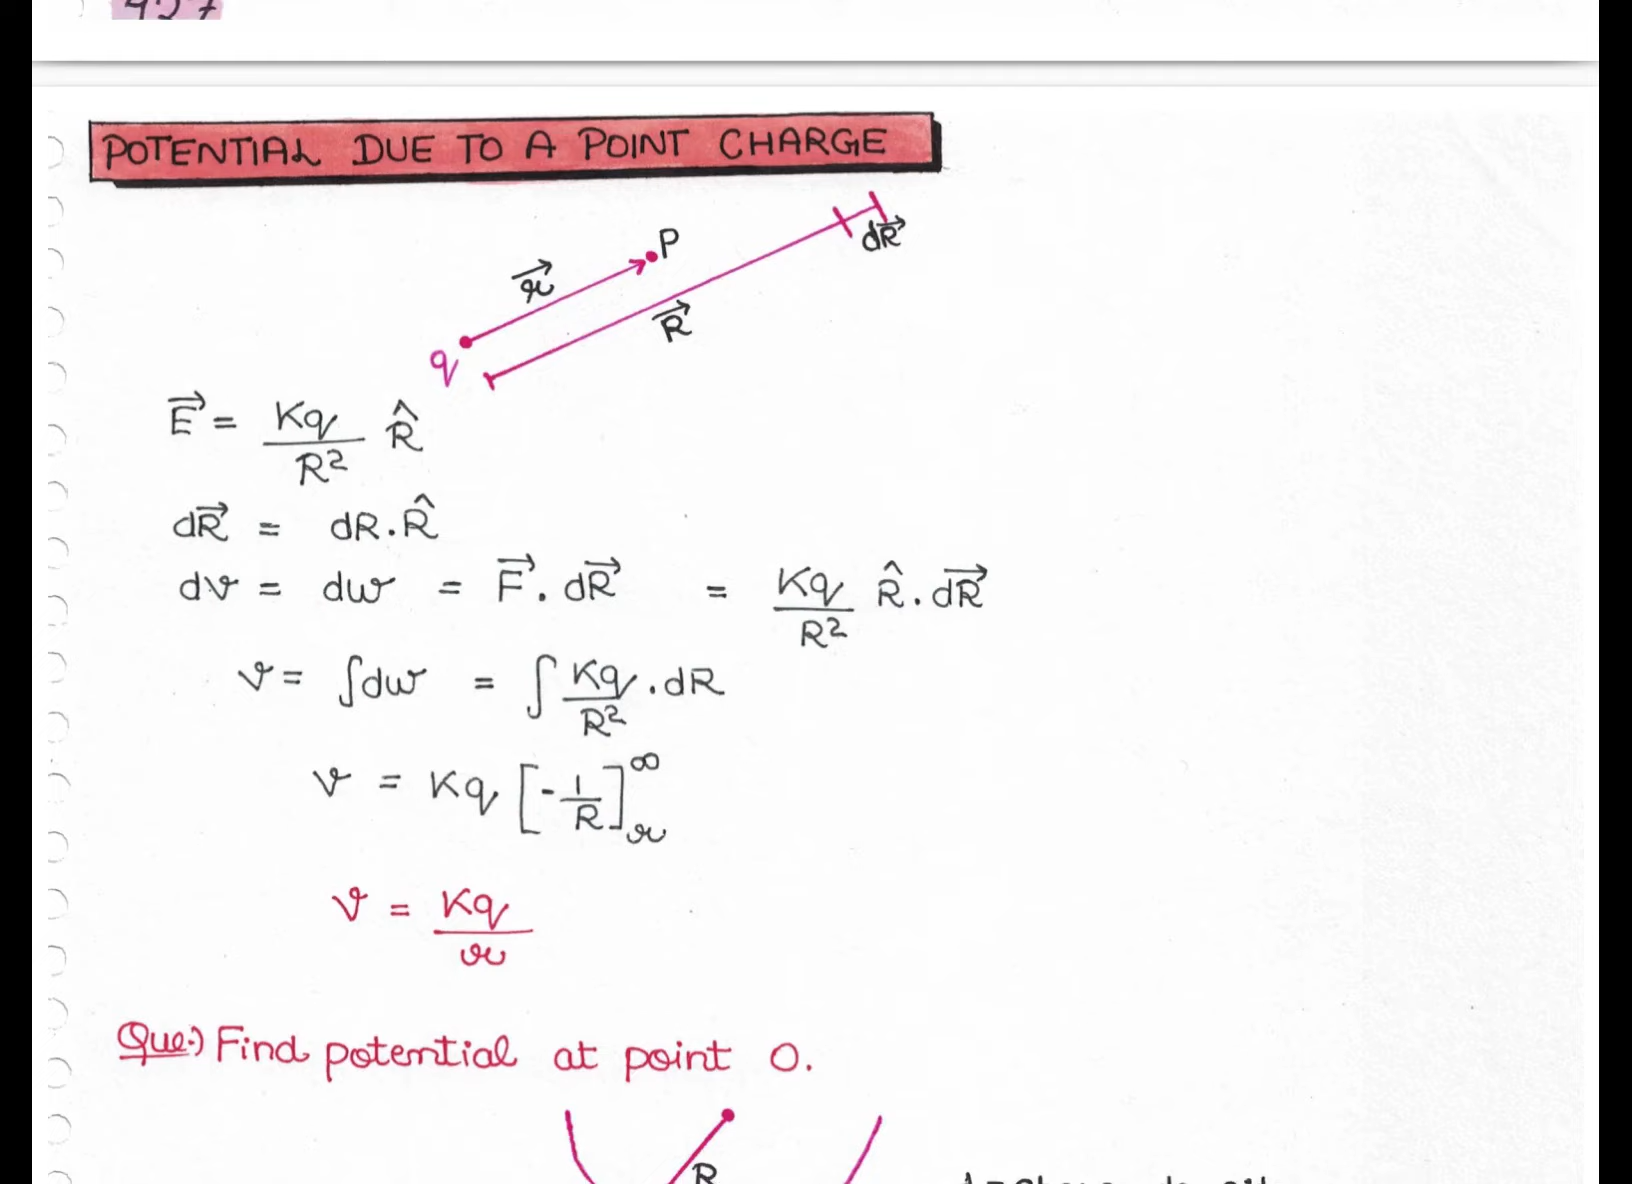 POTENTIAL DUE TO A POINT CHARGE
P
dR⃗
r⃗
R⃗
q
E⃗ = Kq/R² R̂
dR⃗ = dR.R̂
dv = dw = F⃗. dR⃗ = Kq/R² R̂. dR⃗
v = ∫dw = ∫ Kq/R² .dR
v = Kq [-1/R]^∞_r
v = Kq/r
Que:) Find potential at point O.
R